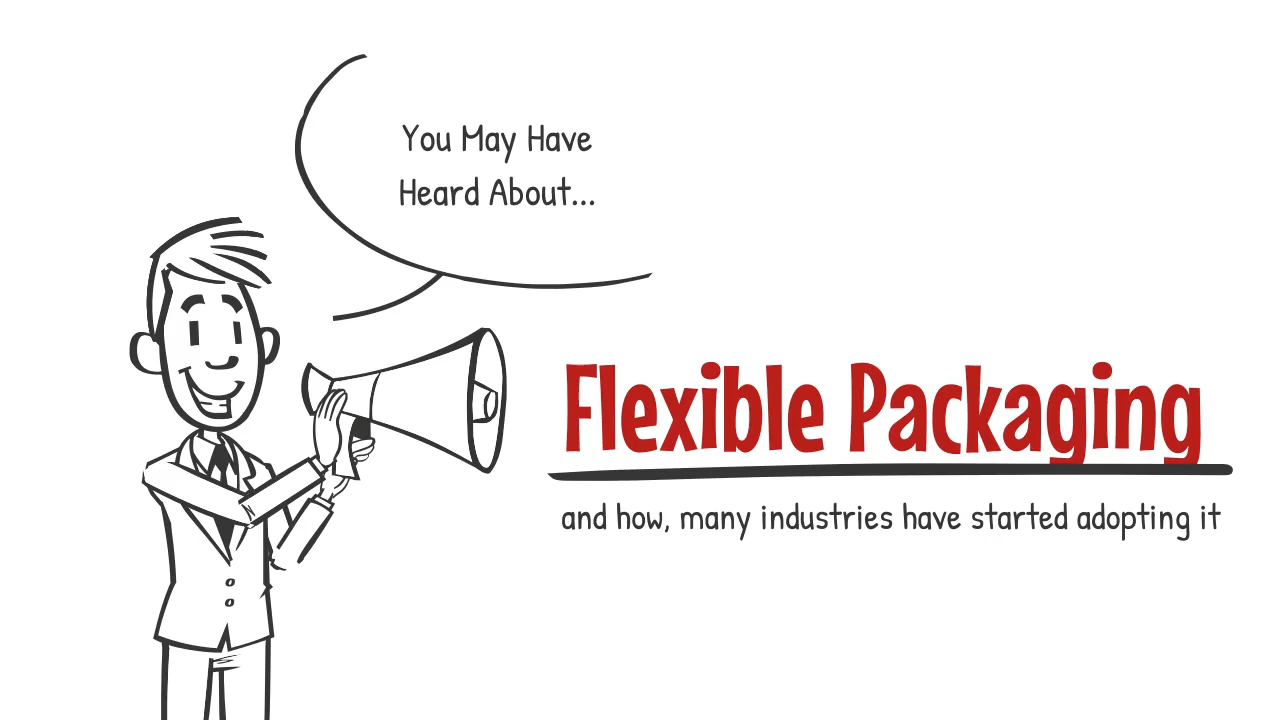 You May Have
Heard About...
Flexible Packaging
and how, many industries have started adopting it